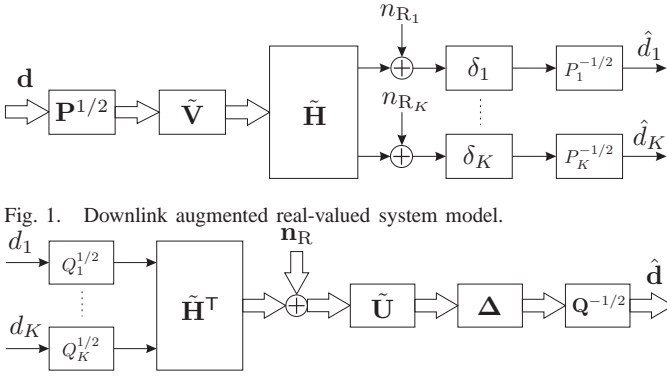 n_{R_1}
d P^{1/2} Ṽ H̃ δ_1 P_1^{-1/2} d̂_1
n_{R_K}
δ_K P_K^{-1/2} d̂_K
Fig. 1. Downlink augmented real-valued system model.
d_1 Q_1^{1/2} n_R
H̃^T Ũ Δ Q^{-1/2} d̂
d_K Q_K^{1/2}